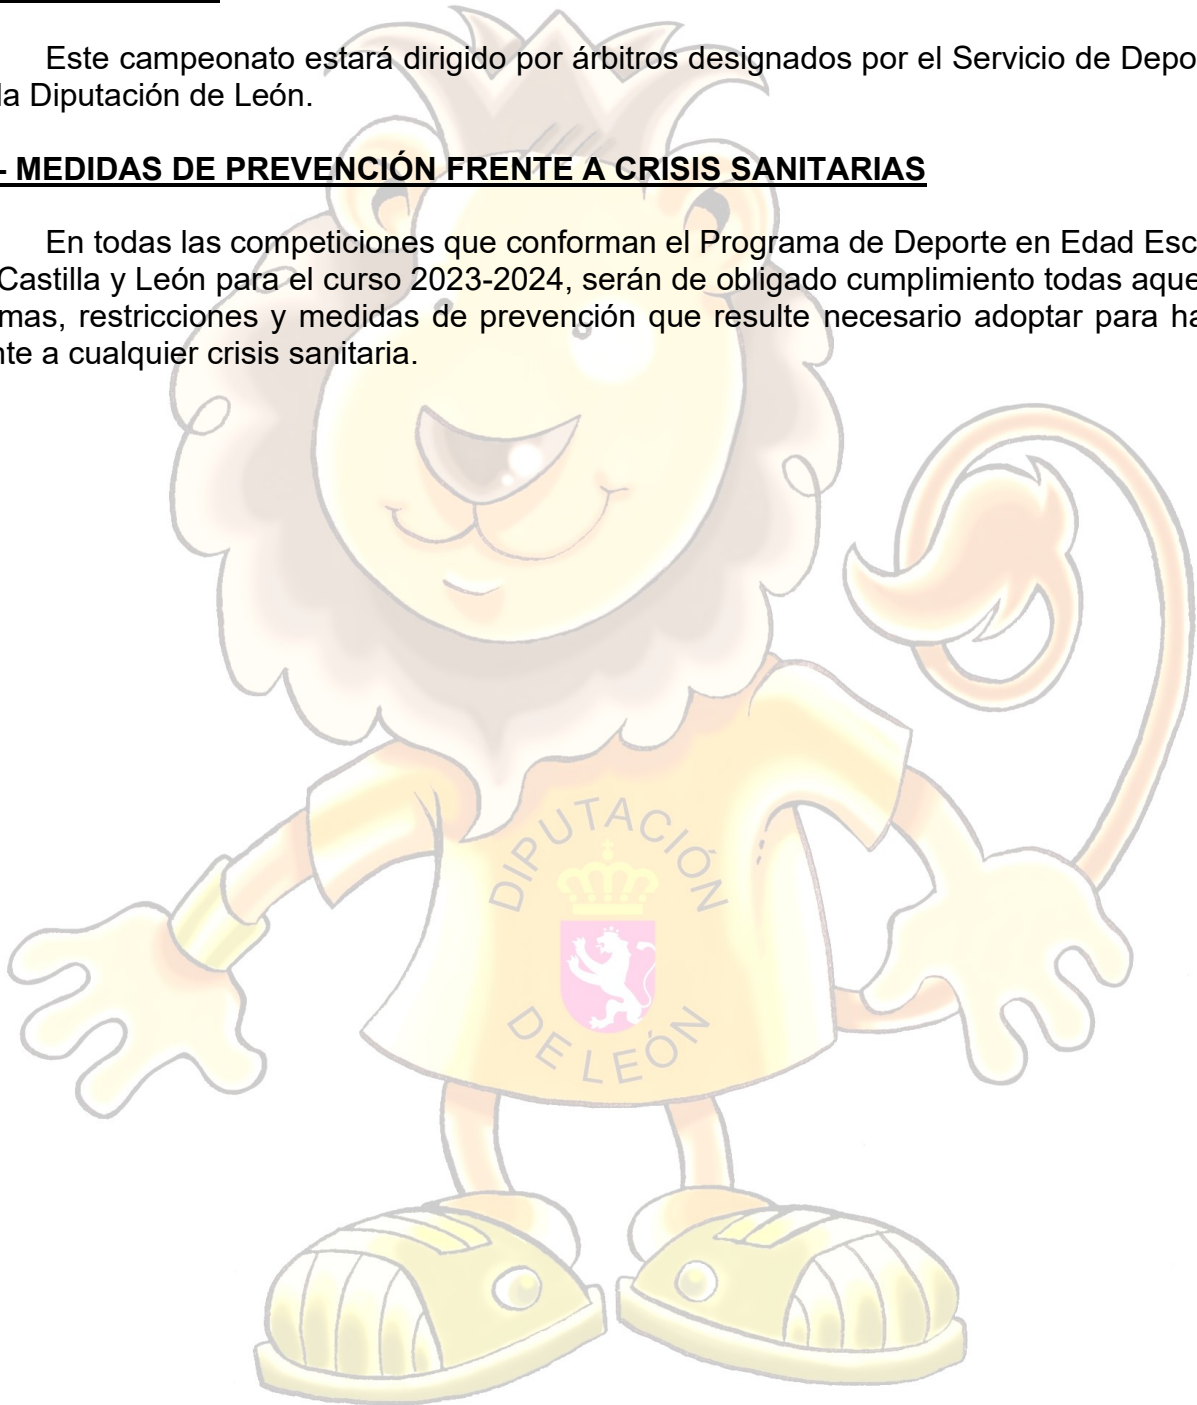 Este campeonato estará dirigido por árbitros designados por el Servicio de Depo
la Diputación de León.
- MEDIDAS DE PREVENCIÓN FRENTE A CRISIS SANITARIAS
En todas las competiciones que conforman el Programa de Deporte en Edad Esc
Castilla y León para el curso 2023-2024, serán de obligado cumplimiento todas aque
mas, restricciones y medidas de prevención que resulte necesario adoptar para ha
nte a cualquier crisis sanitaria.
DIPUTACIÓN
DE LEÓN